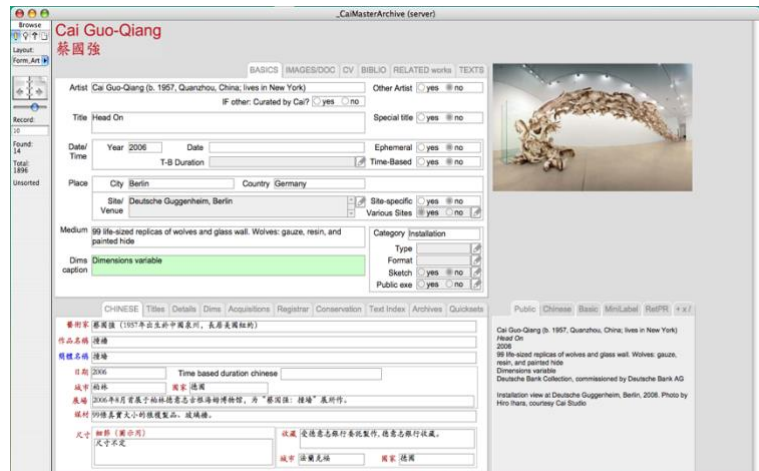 _CaiMasterArchive (server)
Browse
Layout:
Form_Art
Record:
10
Found:
14
Total:
1896
Unsorted
Cai Guo-Qiang
蔡國強
BASICS IMAGES/DOC CV BIBLIO RELATED works TEXTS
Artist Cai Guo-Qiang (b. 1957, Quanzhou, China; lives in New York)
Other Artist yes no
IF other: Curated by Cai? yes no
Title Head On
Special title yes no
Date/Time Year 2006 Date
Ephemeral yes no
T-B Duration
Time-Based yes no
Place City Berlin Country Germany
Site/Venue Deutsche Guggenheim, Berlin
Site-specific yes no
Various Sites yes no
Medium 99 life-sized replicas of wolves and glass wall. Wolves: gauze, resin, and
painted hide
Category Installation
Type
Format
Sketch yes no
Public exe yes no
Dims caption Dimensions variable
CHINESE Titles Details Dims Acquisitions Registrar Conservation Text Index Archives Quicksets
藝術家 蔡國強 (1957年出生於中國泉州，長居美國紐約)
作品名稱 撞牆
簡體名稱 撞墙
日期 2006 Time based duration chinese
城市 柏林 國家 德國
展場 2006年8月首展于柏林德意志古根海姆博物館，為“蔡國強：撞牆”展所作。
媒材 99條真實大小的狼複製品、玻璃牆。
尺寸 細節 (圖分用)
尺寸不定
收藏 受德意志銀行委託製作，德意志銀行收藏。
城市 法蘭克福 國家 德國
Public Chinese Basic MiniLabel RetPR + x /
Cai Guo-Qiang (b. 1957, Quanzhou, China; lives in New York)
Head On
2006
99 life-sized replicas of wolves and glass wall. Wolves: gauze,
resin, and painted hide
Dimensions variable
Deutsche Bank Collection, commissioned by Deutsche Bank AG
Installation view at Deutsche Guggenheim, Berlin, 2006. Photo by
Hiro Ihara, courtesy Cai Studio